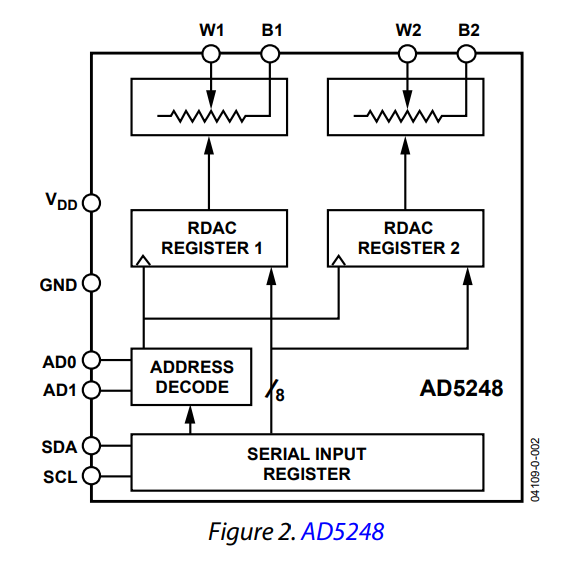 W1 B1 W2 B2
VDD
RDAC
REGISTER 1
RDAC
REGISTER 2
GND
AD0
AD1
ADDRESS
DECODE
8
AD5248
SDA
SCL
SERIAL INPUT
REGISTER
04109-0-002
Figure 2. AD5248